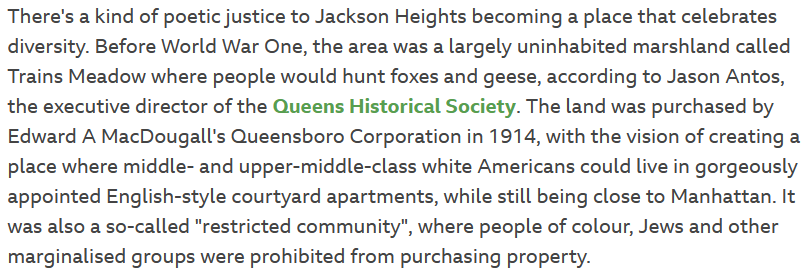 There's a kind of poetic justice to Jackson Heights becoming a place that celebrates
diversity. Before World War One, the area was a largely uninhabited marshland called
Trains Meadow where people would hunt foxes and geese, according to Jason Antos,
the executive director of the Queens Historical Society. The land was purchased by
Edward A MacDougall's Queensboro Corporation in 1914, with the vision of creating a
place where middle- and upper-middle-class white Americans could live in gorgeously
appointed English-style courtyard apartments, while still being close to Manhattan. It
was also a so-called "restricted community", where people of colour, Jews and other
marginalised groups were prohibited from purchasing property.